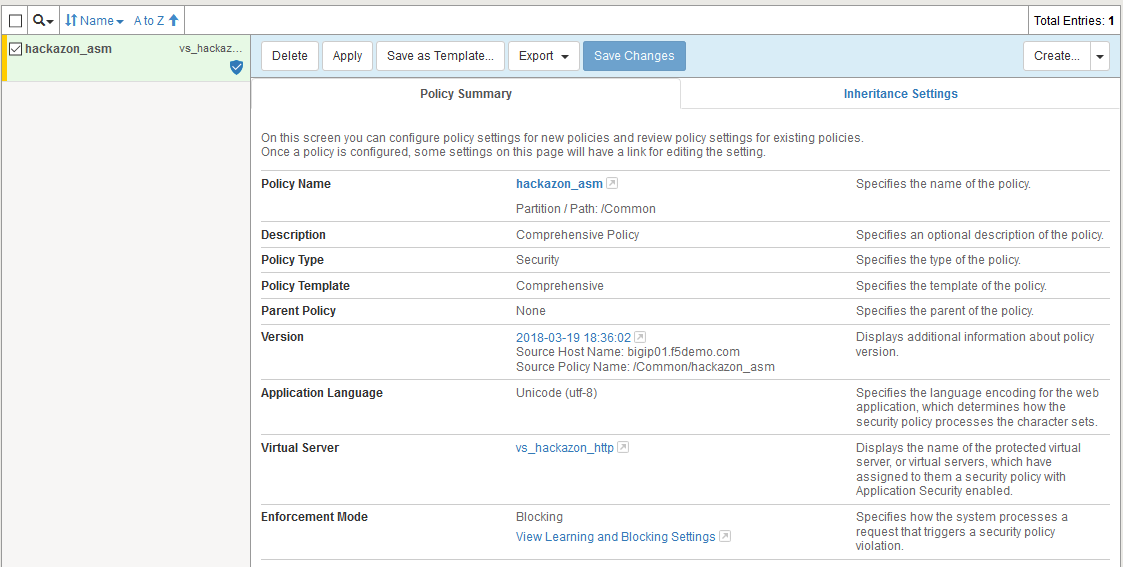 Name A to Z
Total Entries: 1
hackazon_asm vs_hackaz...
Delete Apply Save as Template... Export Save Changes Create...
Policy Summary Inheritance Settings
On this screen you can configure policy settings for new policies and review policy settings for existing policies.
Once a policy is configured, some settings on this page will have a link for editing the setting.
Policy Name hackazon_asm Specifies the name of the policy.
Partition / Path: /Common
Description Comprehensive Policy Specifies an optional description of the policy.
Policy Type Security Specifies the type of the policy.
Policy Template Comprehensive Specifies the template of the policy.
Parent Policy None Specifies the parent of the policy.
Version 2018-03-19 18:36:02 Displays additional information about policy
Source Host Name: bigip01.f5demo.com version.
Source Policy Name: /Common/hackazon_asm
Application Language Unicode (utf-8) Specifies the language encoding for the web
application, which determines how the
security policy processes the character sets.
Virtual Server vs_hackazon_http Displays the name of the protected virtual
server, or virtual servers, which have
assigned to them a security policy with
Application Security enabled.
Enforcement Mode Blocking Specifies how the system processes a
View Learning and Blocking Settings request that triggers a security policy
violation.